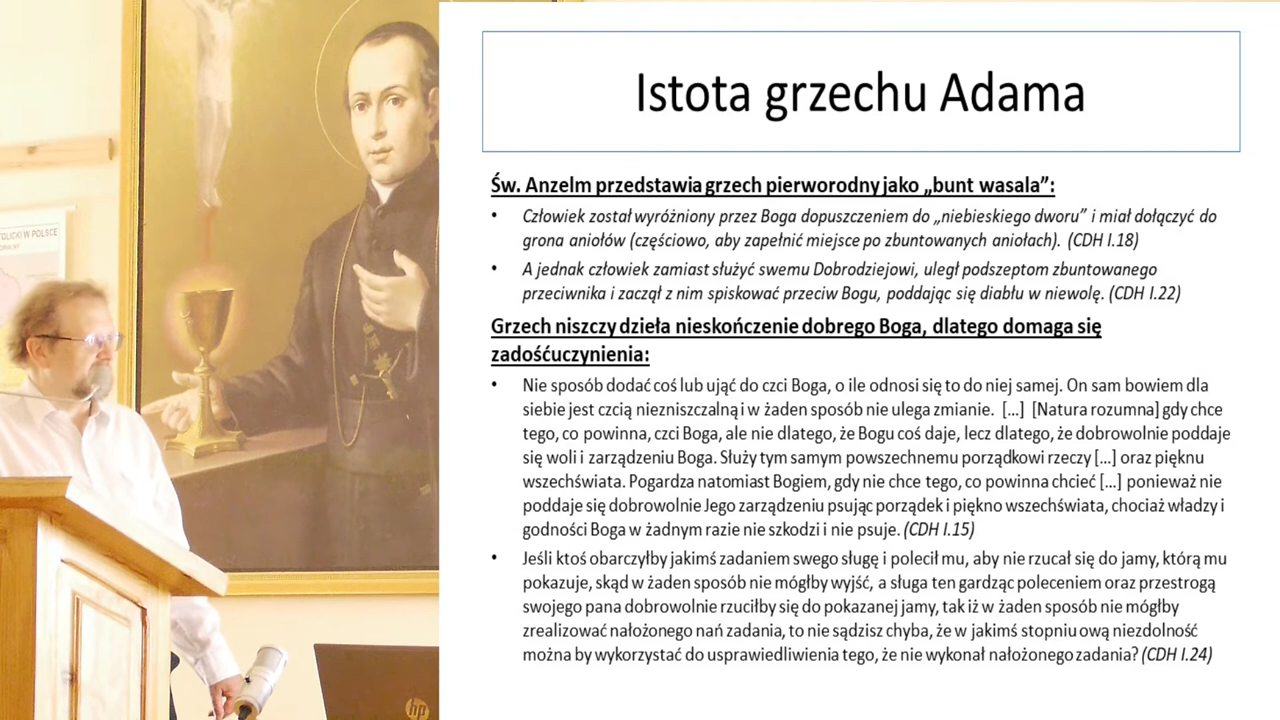 Istota grzechu Adama
Św. Anzelm przedstawia grzech pierworodny jako „bunt wasala”:
• Człowiek został wyróżniony przez Boga dopuszczeniem do „niebieskiego dworu” i miał dołączyć do
grona aniołów (częściowo, aby zapełnić miejsce po zbuntowanych aniołach). (CDH I.18)
• A jednak człowiek zamiast służyć swemu Dobrodziejowi, uległ podszeptom zbuntowanego
przeciwnika i zaczął z nim spiskować przeciw Bogu, poddając się diabłu w niewolę. (CDH I.22)
Grzech niszczy dzieła nieskończenie dobrego Boga, dlatego domaga się
zadośćuczynienia:
• Nie sposób dodać coś lub ująć do czci Boga, o ile odnosi się to do niej samej. On sam bowiem dla
siebie jest czcią niezniszczalną i w żaden sposób nie ulega zmianie. […] [Natura rozumna] gdy chce
tego, co powinna, czci Boga, ale nie dlatego, że Bogu coś daje, lecz dlatego, że dobrowolnie poddaje
się woli i zarządzeniu Boga. Służy tym samym powszechnemu porządkowi rzeczy […] oraz pięknu
wszechświata. Pogardza natomiast Bogiem, gdy nie chce tego, co powinna chcieć […] ponieważ nie
poddaje się dobrowolnie Jego zarządzeniu psując porządek i piękno wszechświata, chociaż władzy i
godności Boga w żadnym razie nie szkodzi i nie psuje. (CDH I.15)
• Jeśli ktoś obarczyłby jakimś zadaniem swego sługę i polecił mu, aby nie rzucał się do jamy, którą mu
pokazuje, skąd w żaden sposób nie mógłby wyjść, a sługa ten gardząc poleceniem oraz przestrogą
swojego pana dobrowolnie rzuciłby się do pokazanej jamy, tak iż w żaden sposób nie mógłby
zrealizować nałożonego nań zadania, to nie sądzisz chyba, że w jakimś stopniu ową niezdolność
można by wykorzystać do usprawiedliwienia tego, że nie wykonał nałożonego zadania? (CDH I.24)
TOLICKI W POLSCE
hp